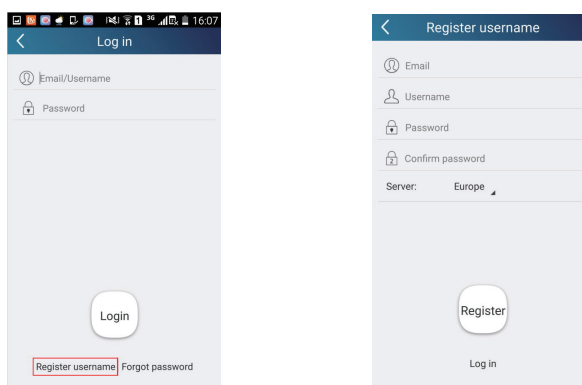 3G 16:07
Log in
Email/Username
Password
Login
Register username Forgot password
Register username
Email
Username
Password
Confirm password
Server: Europe
Register
Log in